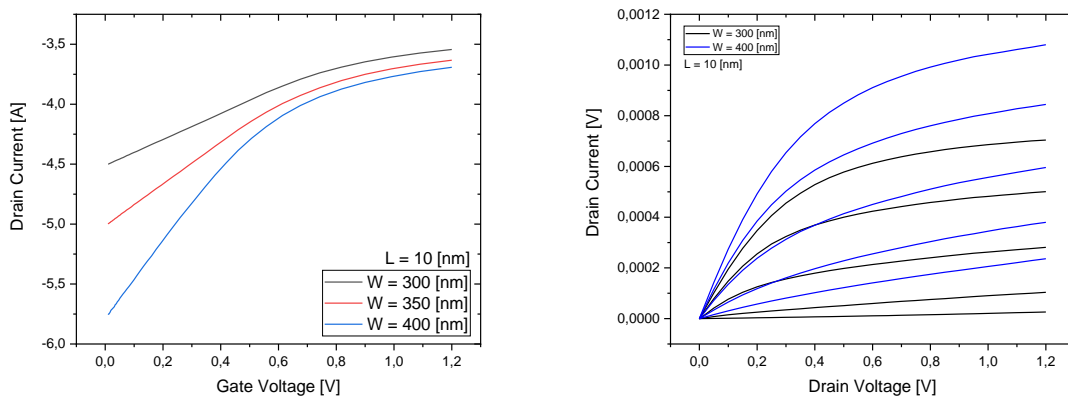 -3,5
-4,0
-4,5
-5,0
-5,5
-6,0
Drain Current [A]
L = 10 [nm]
W = 300 [nm]
W = 350 [nm]
W = 400 [nm]
0,0 0,2 0,4 0,6 0,8 1,0 1,2
Gate Voltage [V]
0,0012
0,0010
0,0008
0,0006
0,0004
0,0002
0,0000
Drain Current [V]
W = 300 [nm]
W = 400 [nm]
L = 10 [nm]
0,0 0,2 0,4 0,6 0,8 1,0 1,2
Drain Voltage [V]